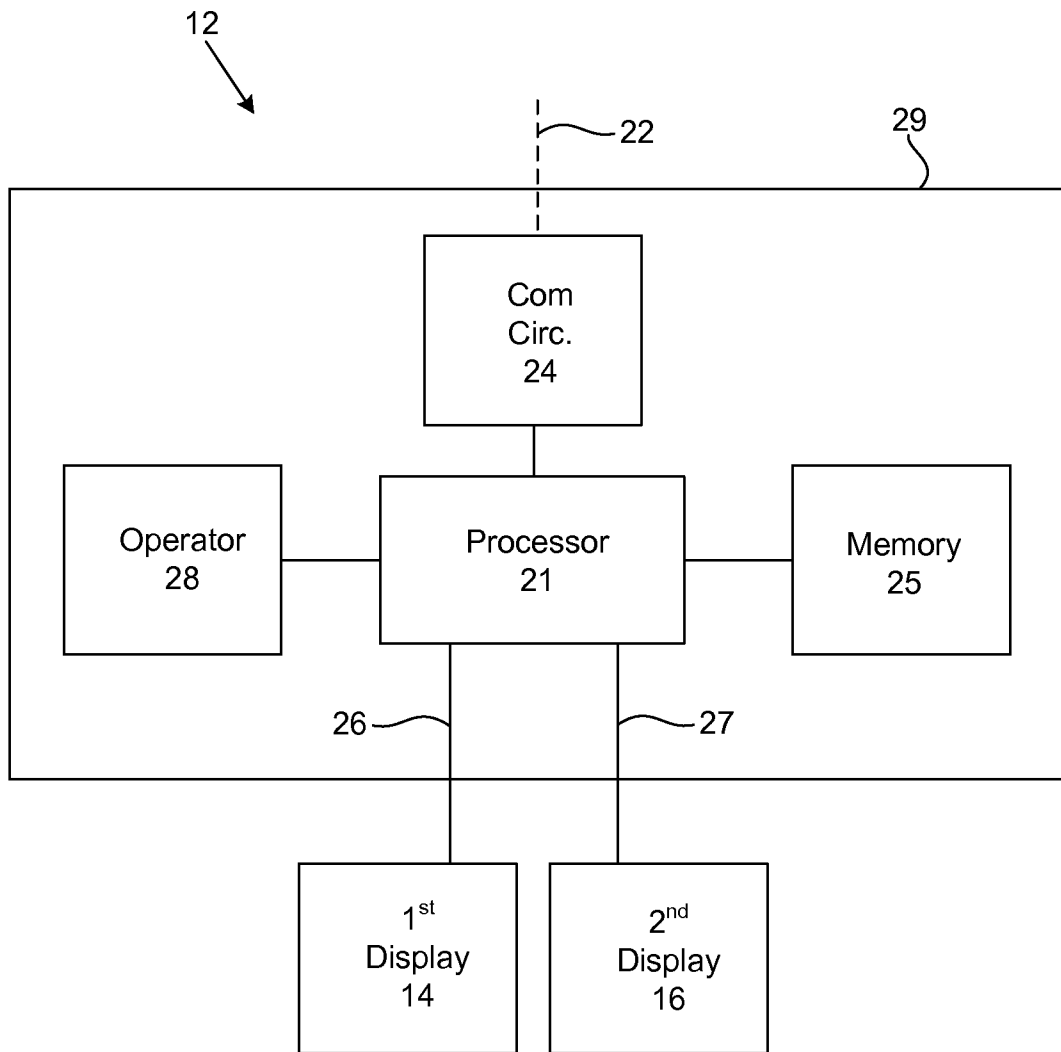 12
22
29
Com
Circ.
24
Operator
28
Processor
21
Memory
25
26
27
1st
Display
14
2nd
Display
16